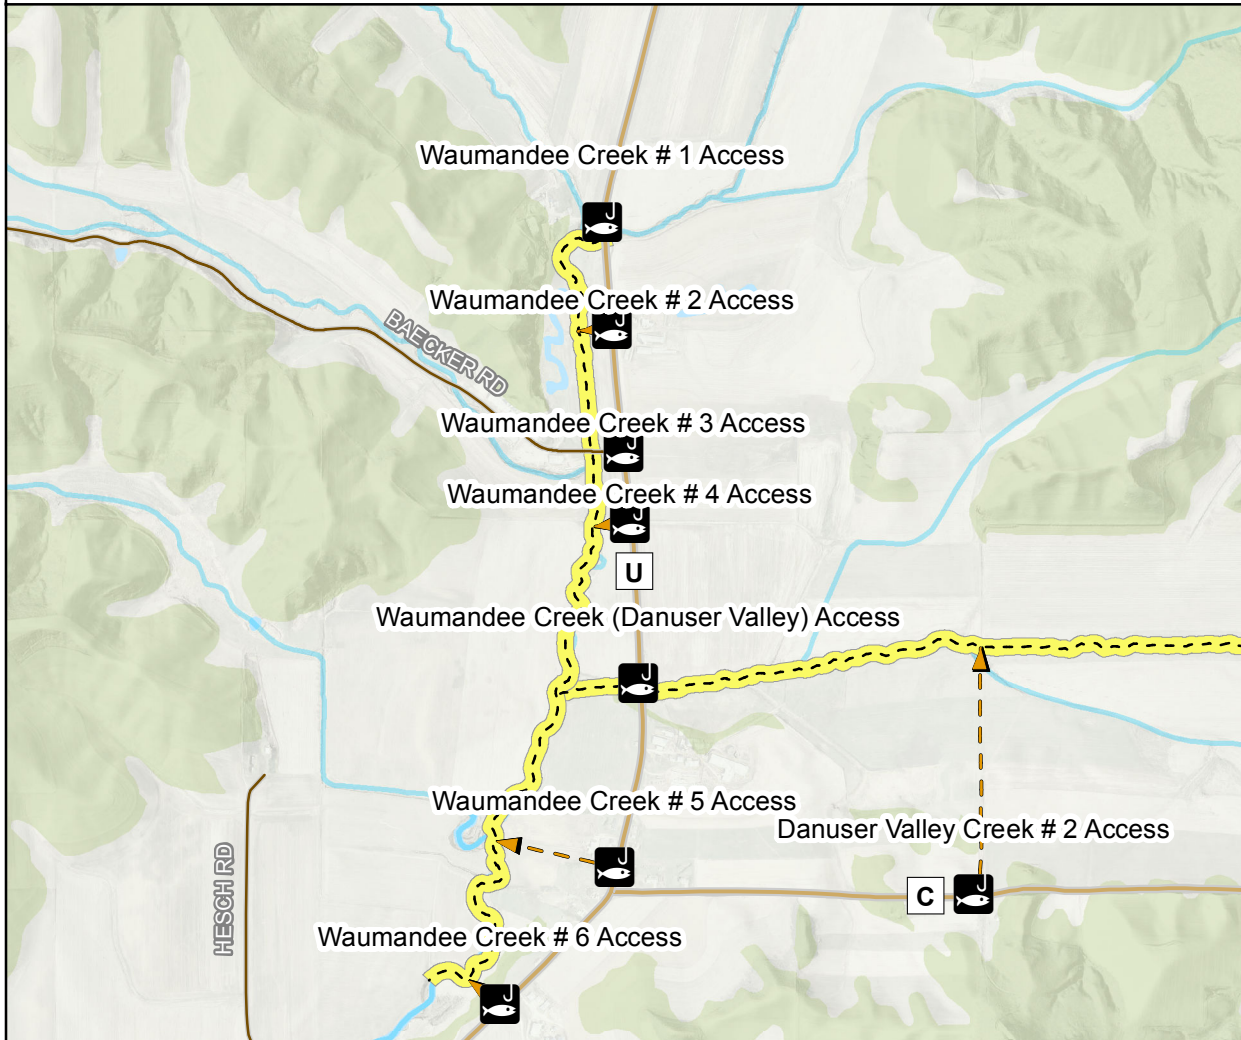 Waumandee Creek # 1 Access
Waumandee Creek # 2 Access
BAECKER RD
Waumandee Creek # 3 Access
Waumandee Creek # 4 Access
U
Waumandee Creek (Danuser Valley) Access
Waumandee Creek # 5 Access
Danuser Valley Creek # 2 Access
HESCH RD
C
Waumandee Creek # 6 Access